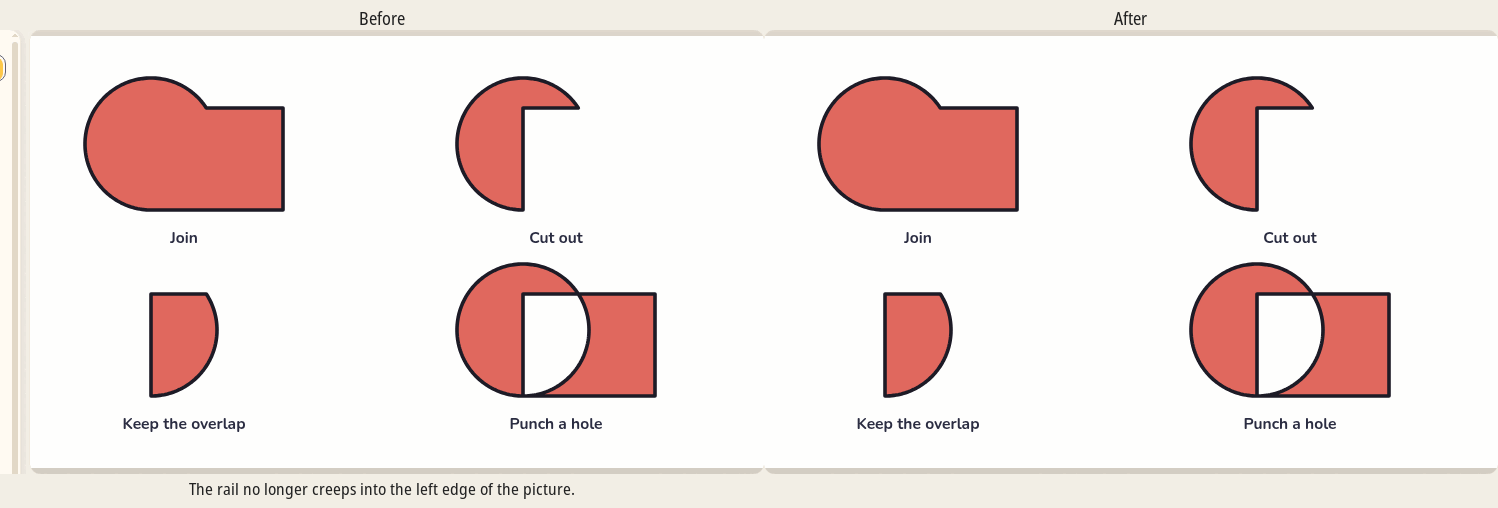 Before
After
Join
Cut out
Join
Cut out
Keep the overlap
Punch a hole
Keep the overlap
Punch a hole
The rail no longer creeps into the left edge of the picture.